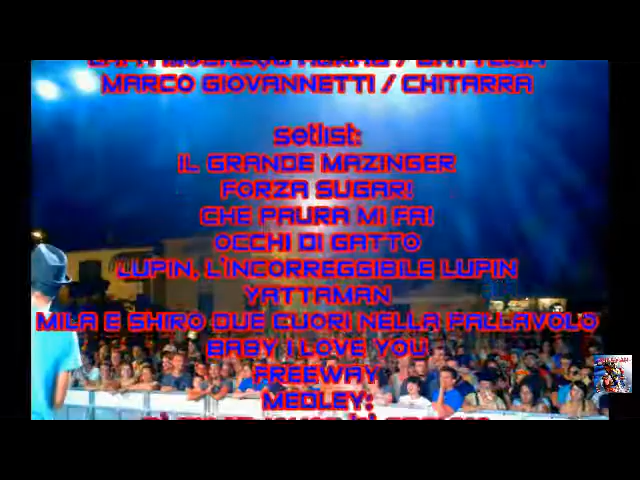 MARCO GIOVANNETTI / CHITARRA
setlist:
IL GRANDE MAZINGER
FORZA SUGAR!
CHE PAURA MI FA!
OCCHI DI GATTO
LUPIN, L'INCORREGGIBILE LUPIN
YATTAMAN
MILA E SHIRO DUE CUORI NELLA PALLAVOLO
BABY I LOVE YOU
FREEWAY
MEDLEY: